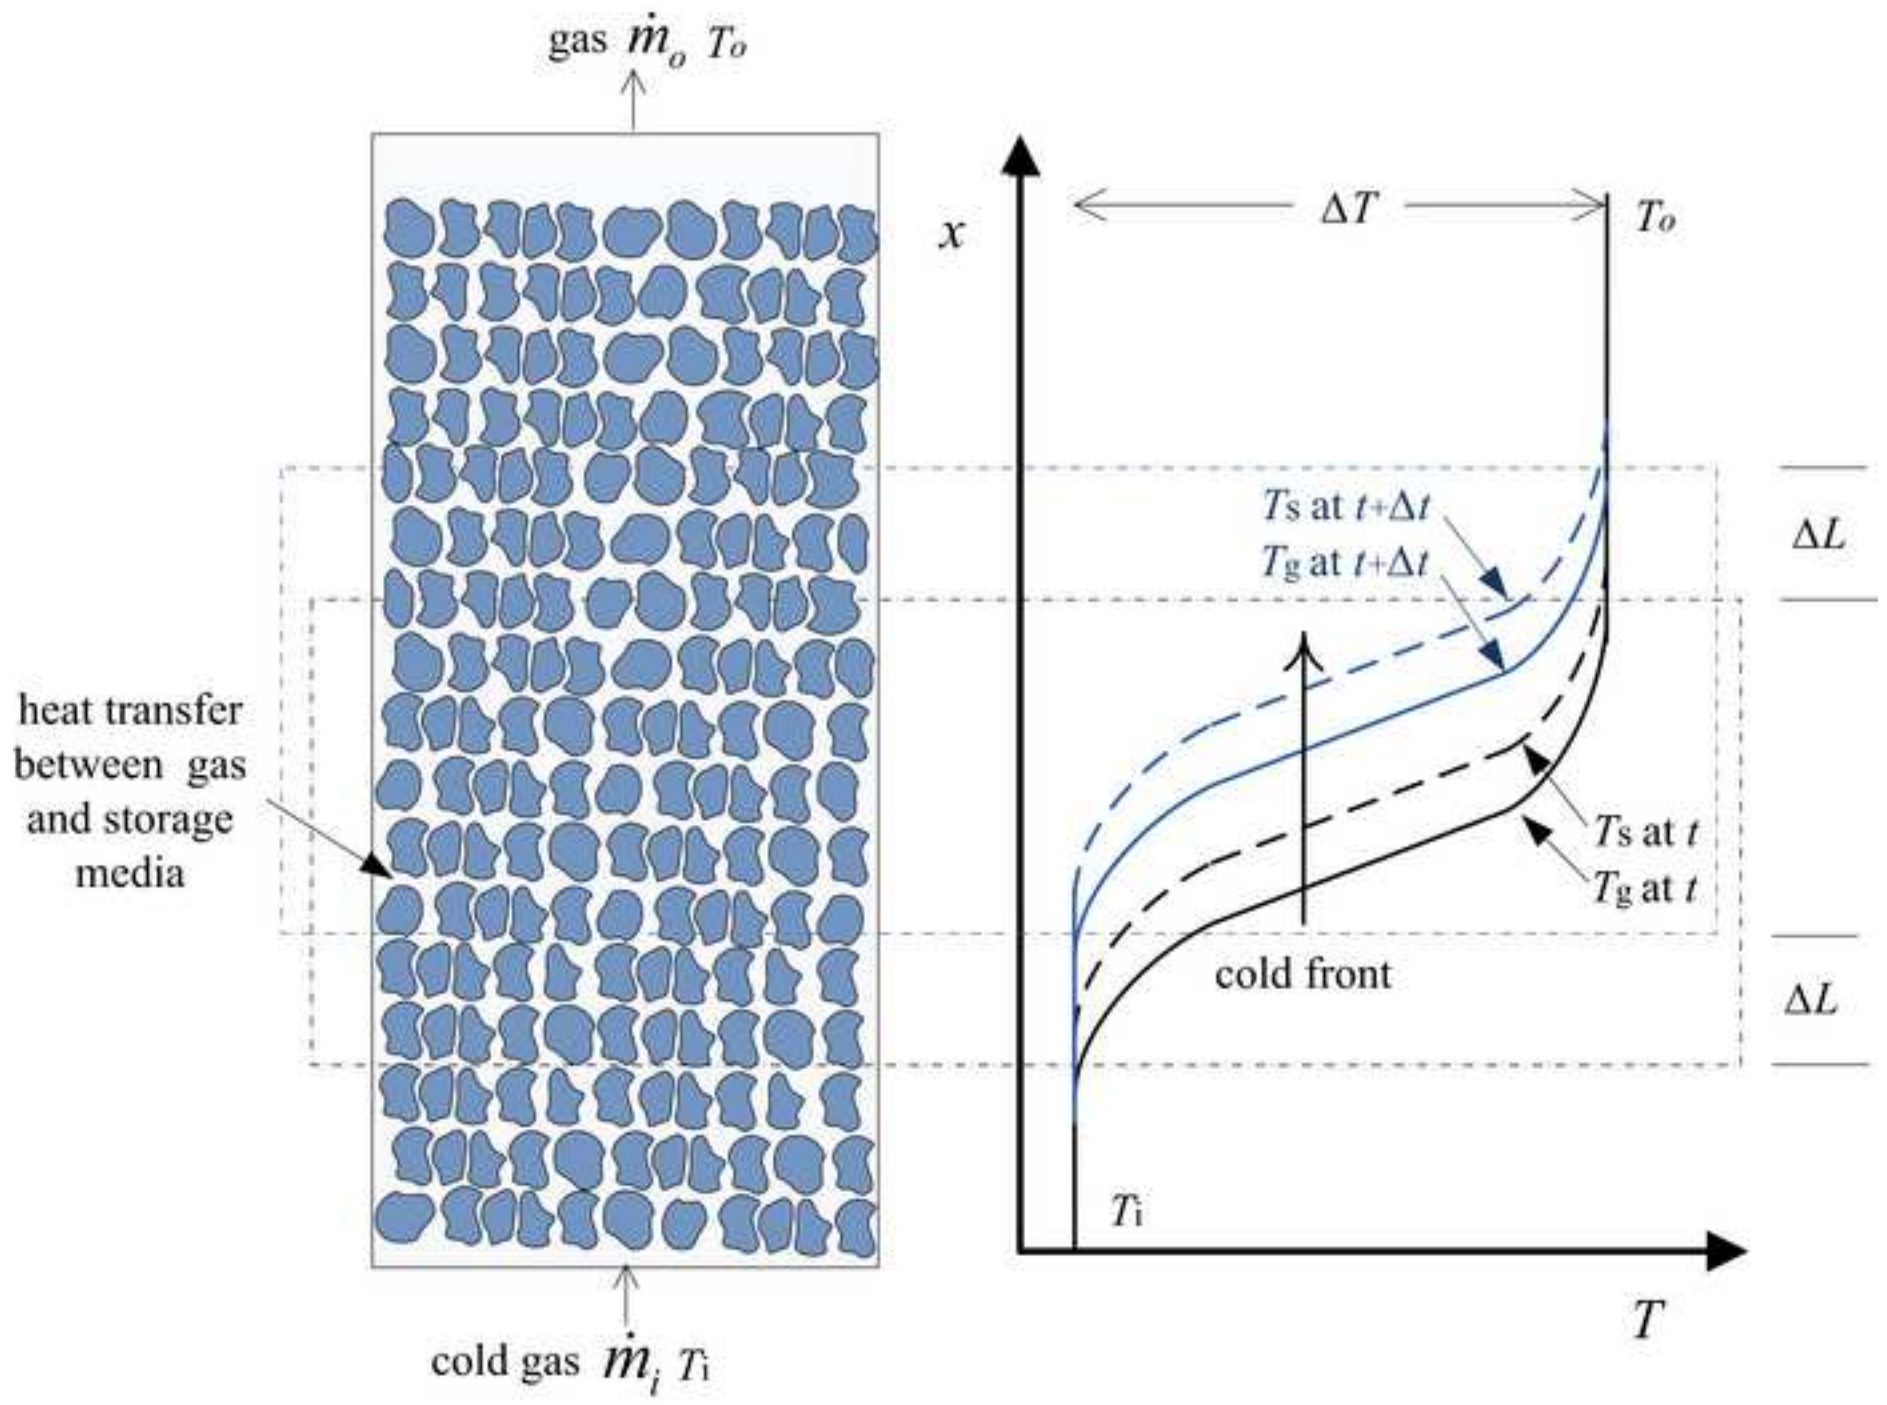 gas ṁₒ Tₒ
x
ΔT
Tₒ
Ts at t+Δt
Tg at t+Δt
ΔL
heat transfer
between gas
and storage
media
Ts at t
Tg at t
cold front
ΔL
Ti
T
cold gas ṁᵢ Ti